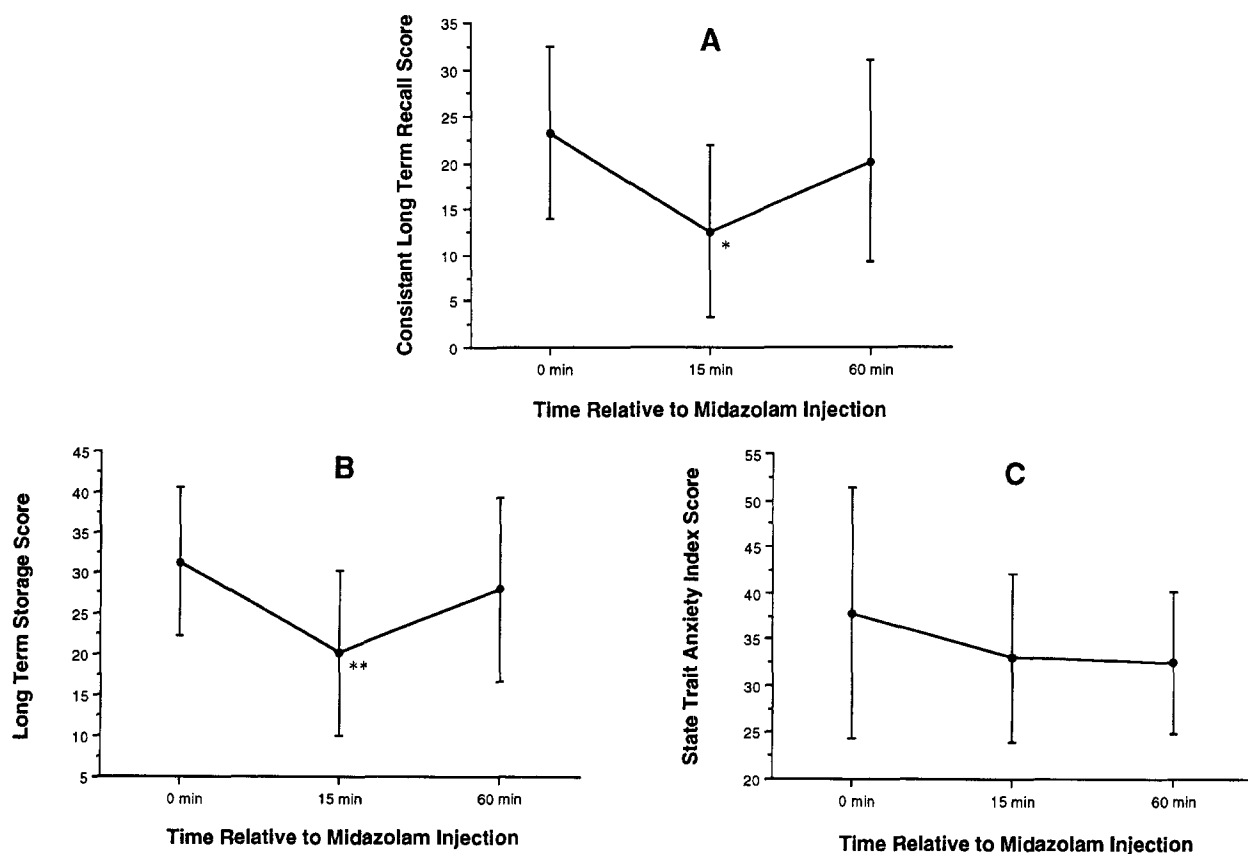 A
Consistant Long Term Recall Score
35
30
25
20
15
10
5
0
0 min 15 min 60 min
Time Relative to Midazolam Injection
*
B
Long Term Storage Score
45
40
35
30
25
20
15
10
5
0 min 15 min 60 min
Time Relative to Midazolam Injection
**
C
State Trait Anxiety Index Score
55
50
45
40
35
30
25
20
0 min 15 min 60 min
Time Relative to Midazolam Injection